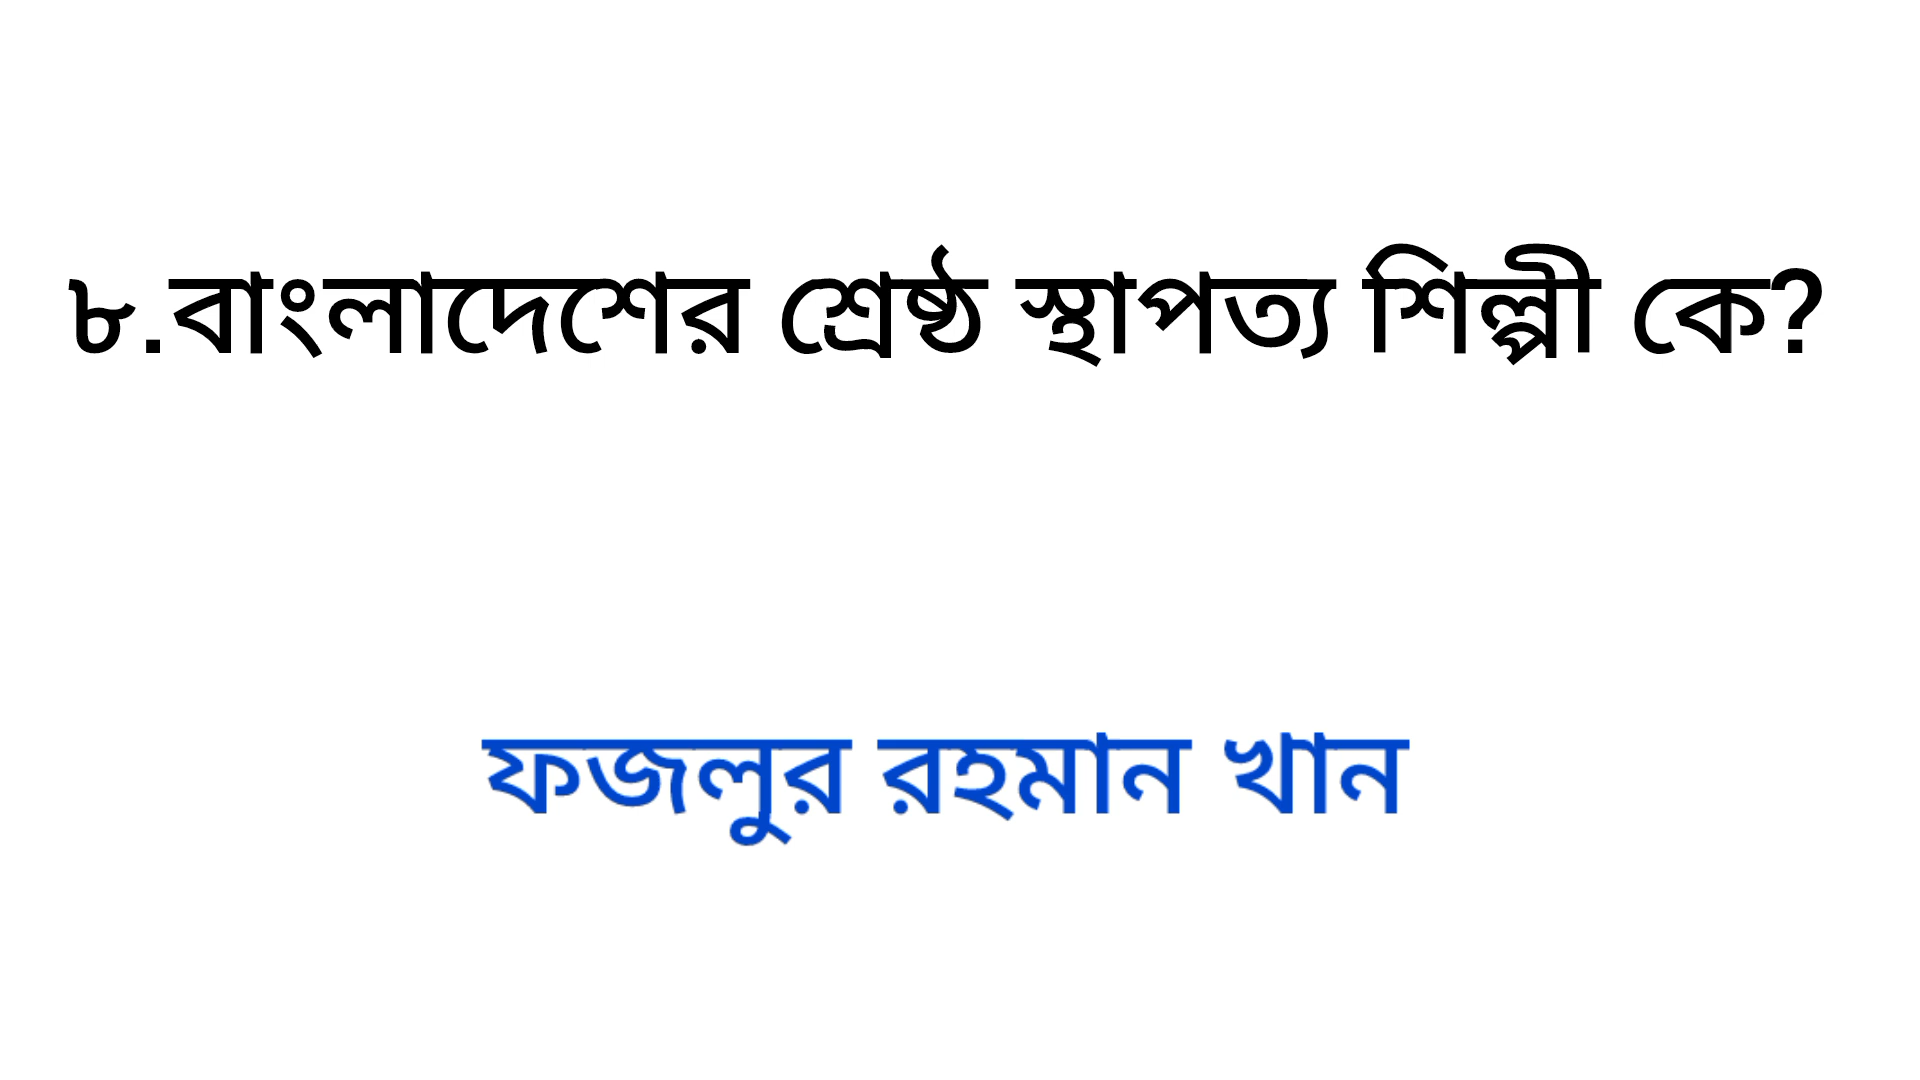 ৮.বাংলাদেশের শ্রেষ্ঠ স্থাপত্য শিল্পী কে?
ফজলুর রহমান খান